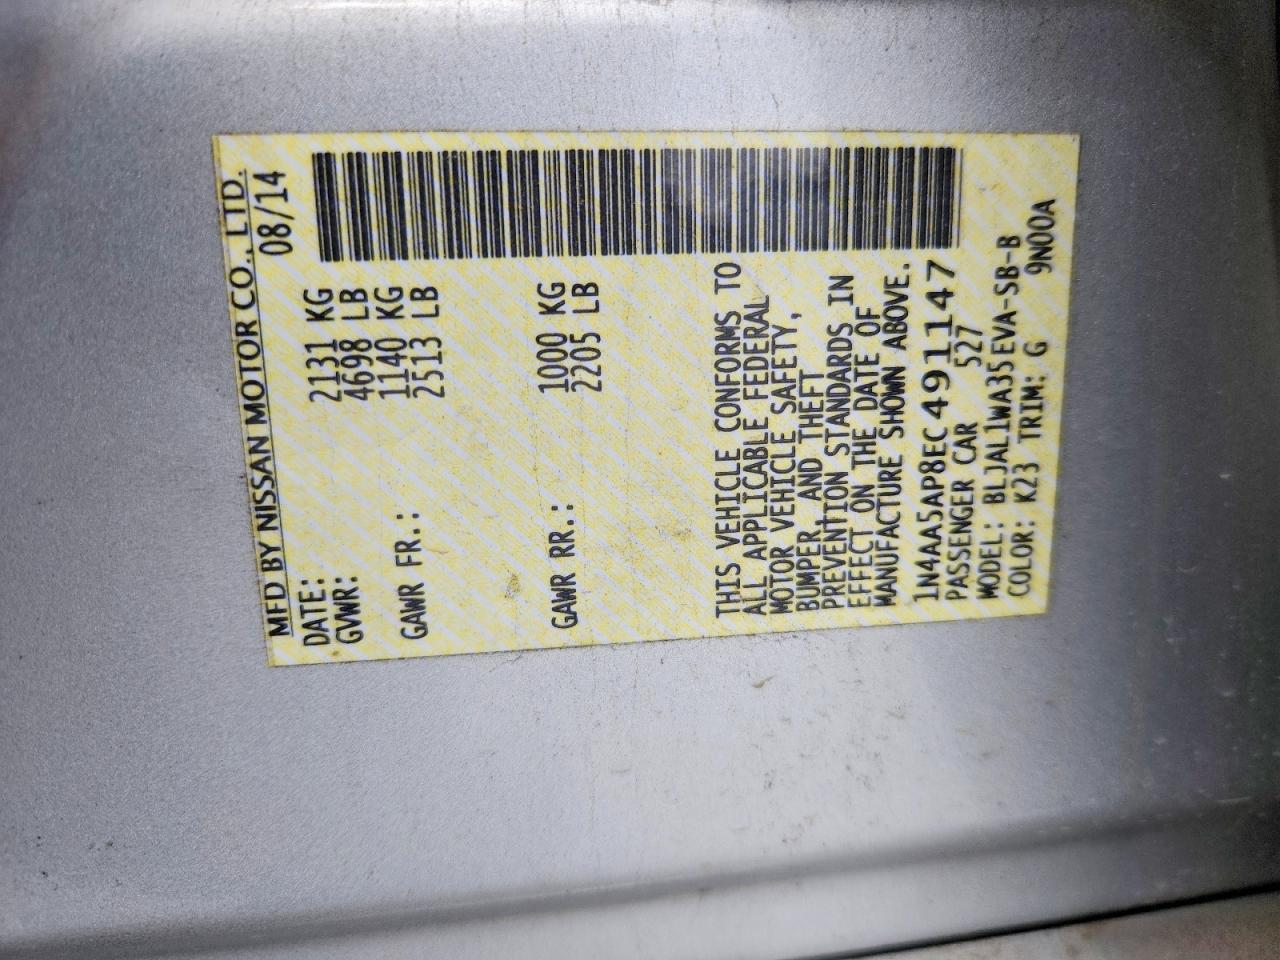 MFD BY NISSAN MOTOR CO., LTD.
DATE: 08/14
GVWR: 2131 KG
4698 LB
GAWR FR.: 1140 KG
2513 LB
GAWR RR.: 1000 KG
2205 LB
THIS VEHICLE CONFORMS TO
ALL APPLICABLE FEDERAL
MOTOR VEHICLE SAFETY,
BUMPER, AND THEFT
PREVENTION STANDARDS IN
EFFECT ON THE DATE OF
MANUFACTURE SHOWN ABOVE.
1N4AA5AP8EC491147
PASSENGER CAR 527
MODEL: BLJAL1WA35EVA-SB-B
COLOR: K23 TRIM: G 9N00A